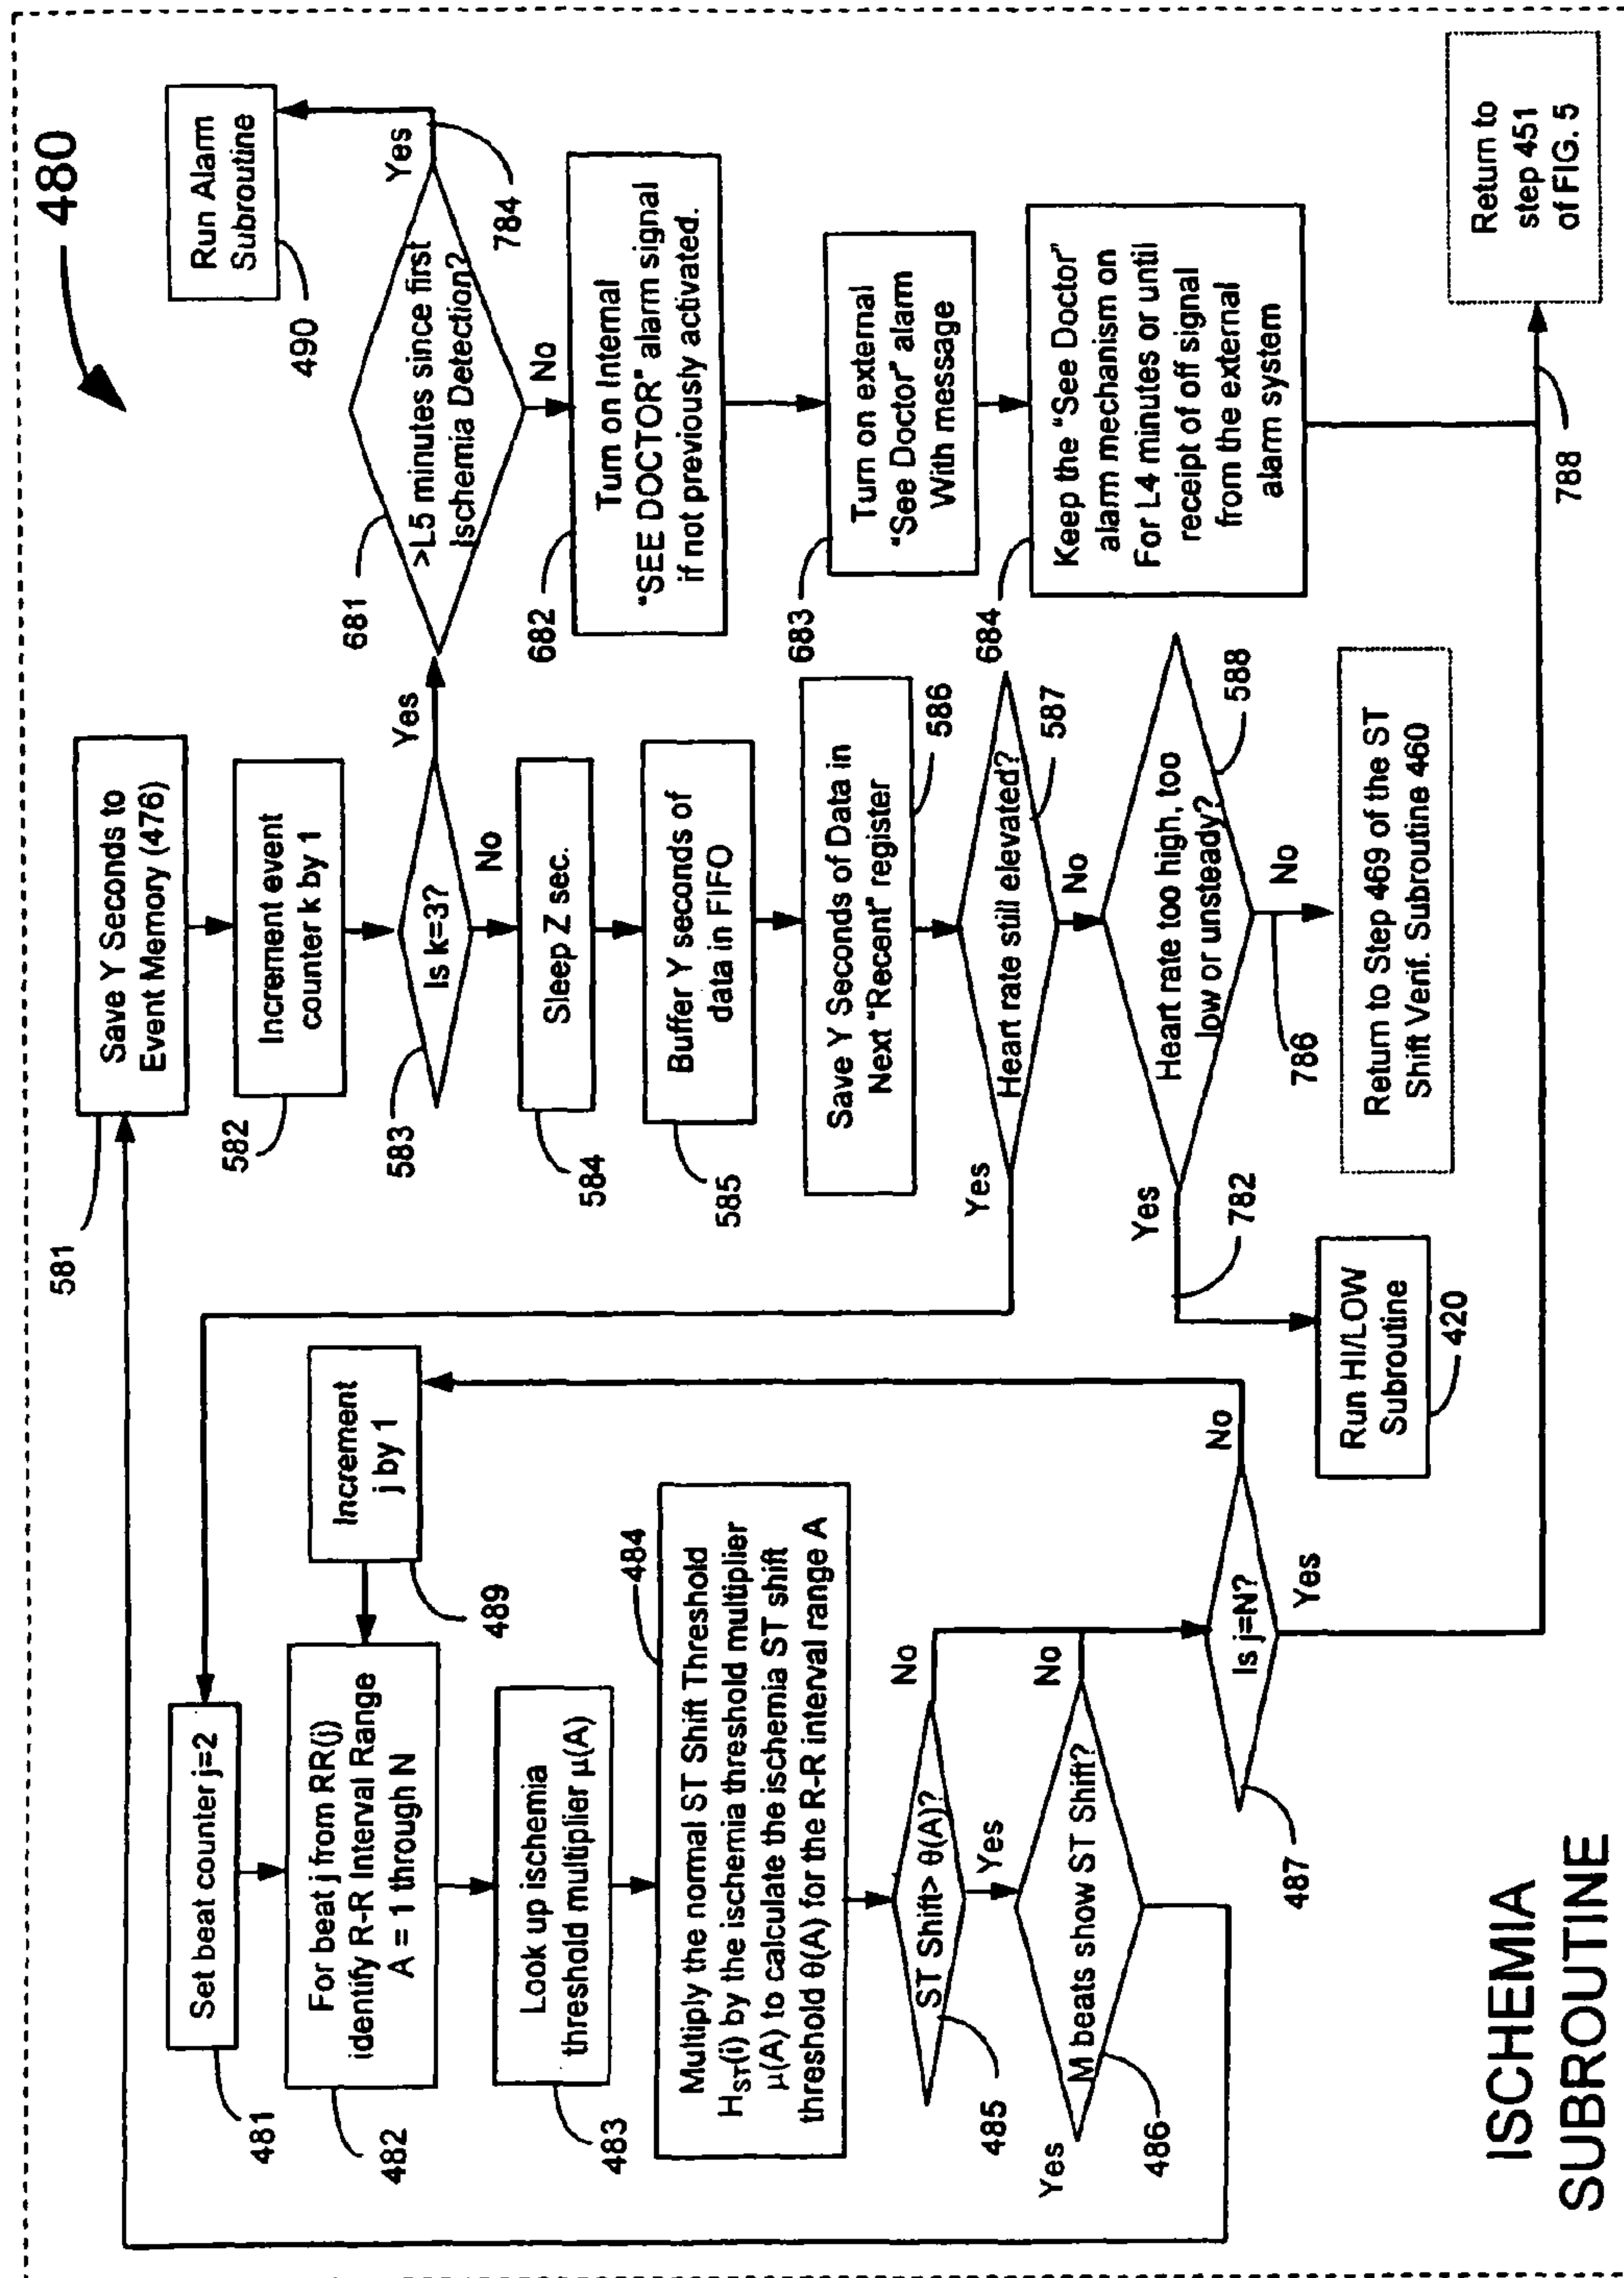 480
Set beat counter j=2
481
For beat j from RR(j)
identify R-R Interval Range
A = 1 through N
482
Increment
j by 1
489
Look up ischemia
threshold multiplier μ(A)
483
Multiply the normal ST Shift Threshold
HST(i) by the ischemia threshold multiplier
μ(A) to calculate the ischemia ST shift
threshold θ(A) for the R-R interval range A
484
ST Shift> θ(A)?
485
No
Yes
M beats show ST Shift?
486
No
Yes
Is j=N?
487
No
Yes
581
Save Y Seconds to
Event Memory (476)
582
Increment event
counter k by 1
583
Is k=3?
Yes
No
584
Sleep Z sec.
585
Buffer Y seconds of
data in FIFO
Save Y Seconds of Data in
Next "Recent" register
586
Heart rate still elevated?
587
Yes
No
Heart rate too high, too
low or unsteady?
588
Yes
782
No
786
Run HI/LOW
Subroutine
420
Return to Step 469 of the ST
Shift Verif. Subroutine 460
Run Alarm
Subroutine
490
681
>L5 minutes since first
Ischemia Detection?
Yes
784
No
682
Turn on Internal
"SEE DOCTOR" alarm signal
if not previously activated.
683
Turn on external
"See Doctor" alarm
With message
684
Keep the "See Doctor"
alarm mechanism on
For L4 minutes or until
receipt of off signal
from the external
alarm system
788
Return to
step 451
of FIG. 5
ISCHEMIA
SUBROUTINE